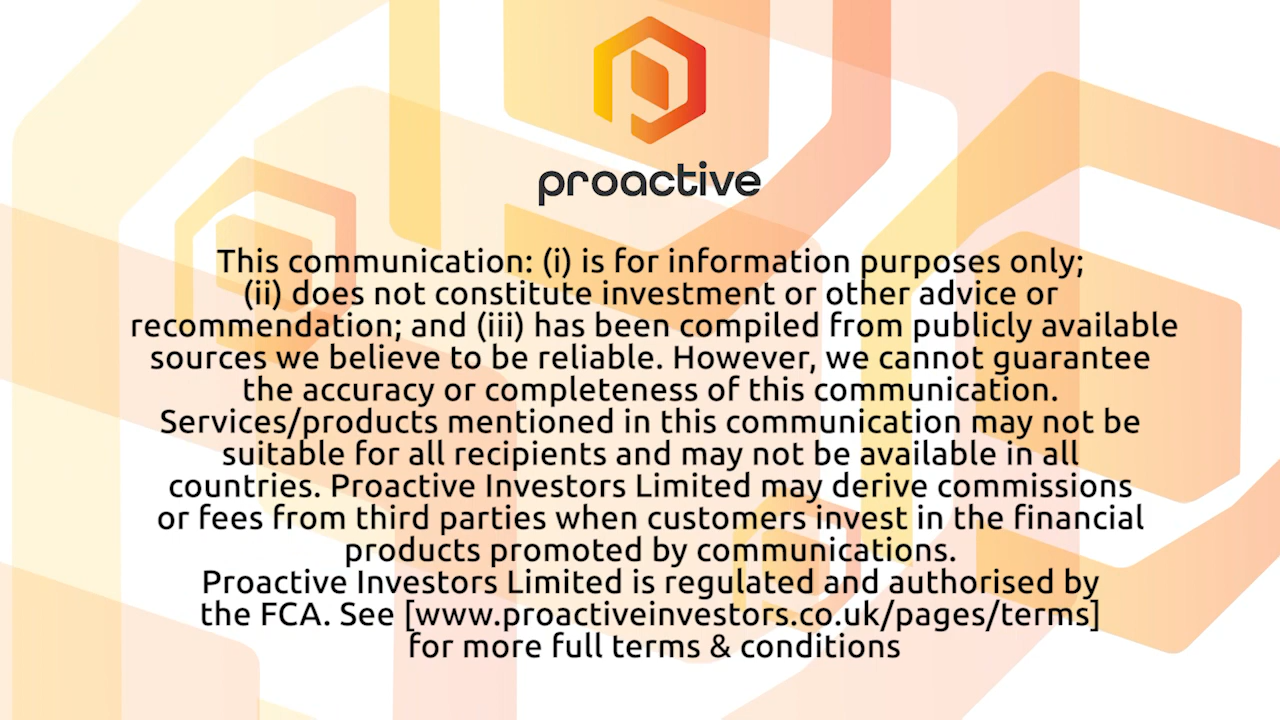 proactive
This communication: (i) is for information purposes only;
(ii) does not constitute investment or other advice or
recommendation; and (iii) has been compiled from publicly available
sources we believe to be reliable. However, we cannot guarantee
the accuracy or completeness of this communication.
Services/products mentioned in this communication may not be
suitable for all recipients and may not be available in all
countries. Proactive Investors Limited may derive commissions
or fees from third parties when customers invest in the financial
products promoted by communications.
Proactive Investors Limited is regulated and authorised by
the FCA. See [www.proactiveinvestors.co.uk/pages/terms]
for more full terms & conditions